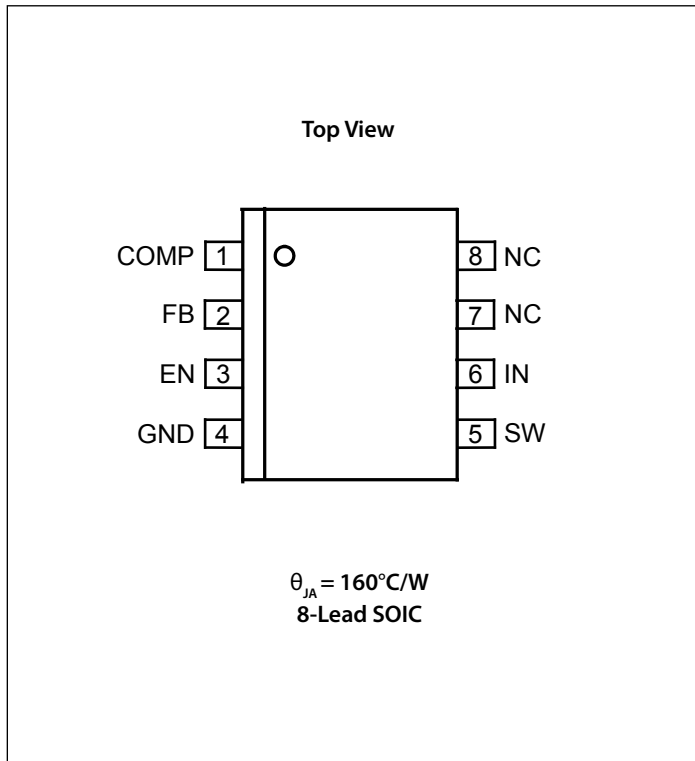 Top View
COMP 1 8 NC
FB 2 7 NC
EN 3 6 IN
GND 4 5 SW
θJA = 160°C/W
8-Lead SOIC